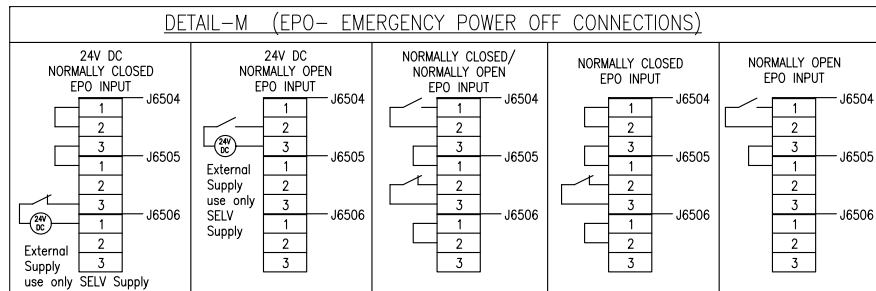 DETAIL-M (EPO- EMERGENCY POWER OFF CONNECTIONS)
24V DC
NORMALLY CLOSED
EPO INPUT
J6504
1
2
3
J6505
1
2
3
J6506
1
2
3
24V
DC
External
Supply
use only SELV Supply
24V DC
NORMALLY OPEN
EPO INPUT
J6504
1
2
3
J6505
1
2
3
J6506
1
2
3
24V
DC
External
Supply
use only
SELV
Supply
NORMALLY CLOSED/
NORMALLY OPEN
EPO INPUT
J6504
1
2
3
J6505
1
2
3
J6506
1
2
3
NORMALLY CLOSED
EPO INPUT
J6504
1
2
3
J6505
1
2
3
J6506
1
2
3
NORMALLY OPEN
EPO INPUT
J6504
1
2
3
J6505
1
2
3
J6506
1
2
3